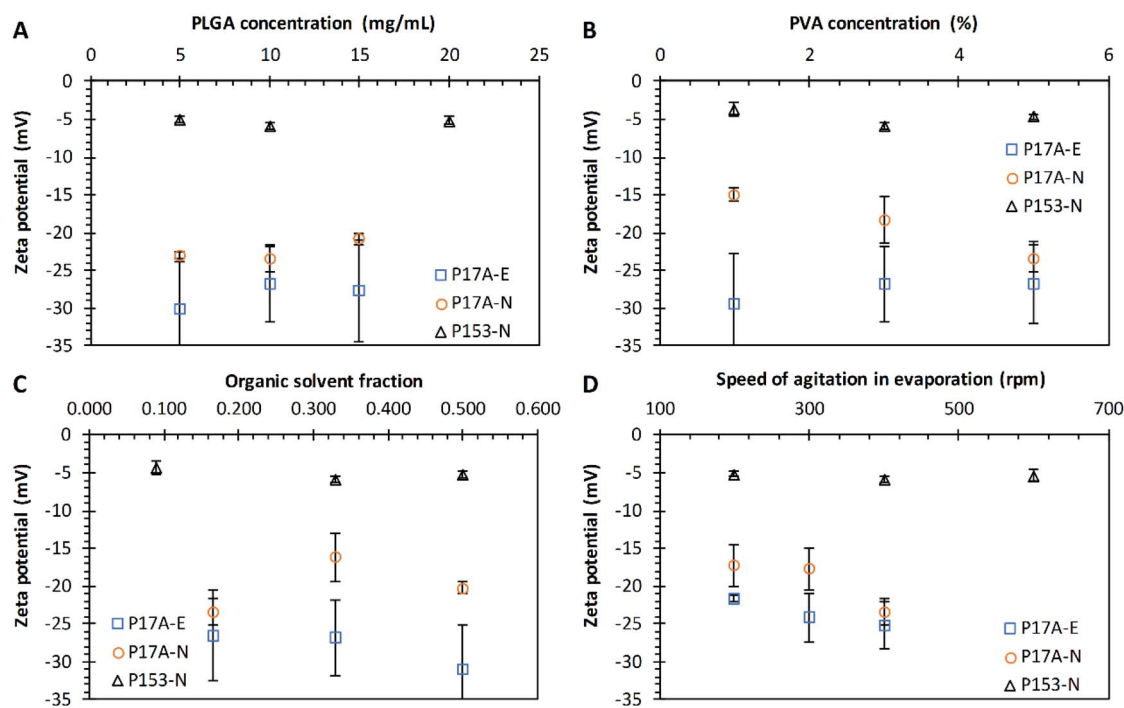 A
PLGA concentration (mg/mL)
0 5 10 15 20 25
Zeta potential (mV)
0
-5
-10
-15
-20
-25
-30
-35
P17A-E
P17A-N
P153-N
B
PVA concentration (%)
0 2 4 6
Zeta potential (mV)
0
-5
-10
-15
-20
-25
-30
-35
P17A-E
P17A-N
P153-N
C
Organic solvent fraction
0.000 0.100 0.200 0.300 0.400 0.500 0.600
Zeta potential (mV)
0
-5
-10
-15
-20
-25
-30
-35
P17A-E
P17A-N
P153-N
D
Speed of agitation in evaporation (rpm)
100 300 500 700
Zeta potential (mV)
0
-5
-10
-15
-20
-25
-30
-35
P17A-E
P17A-N
P153-N